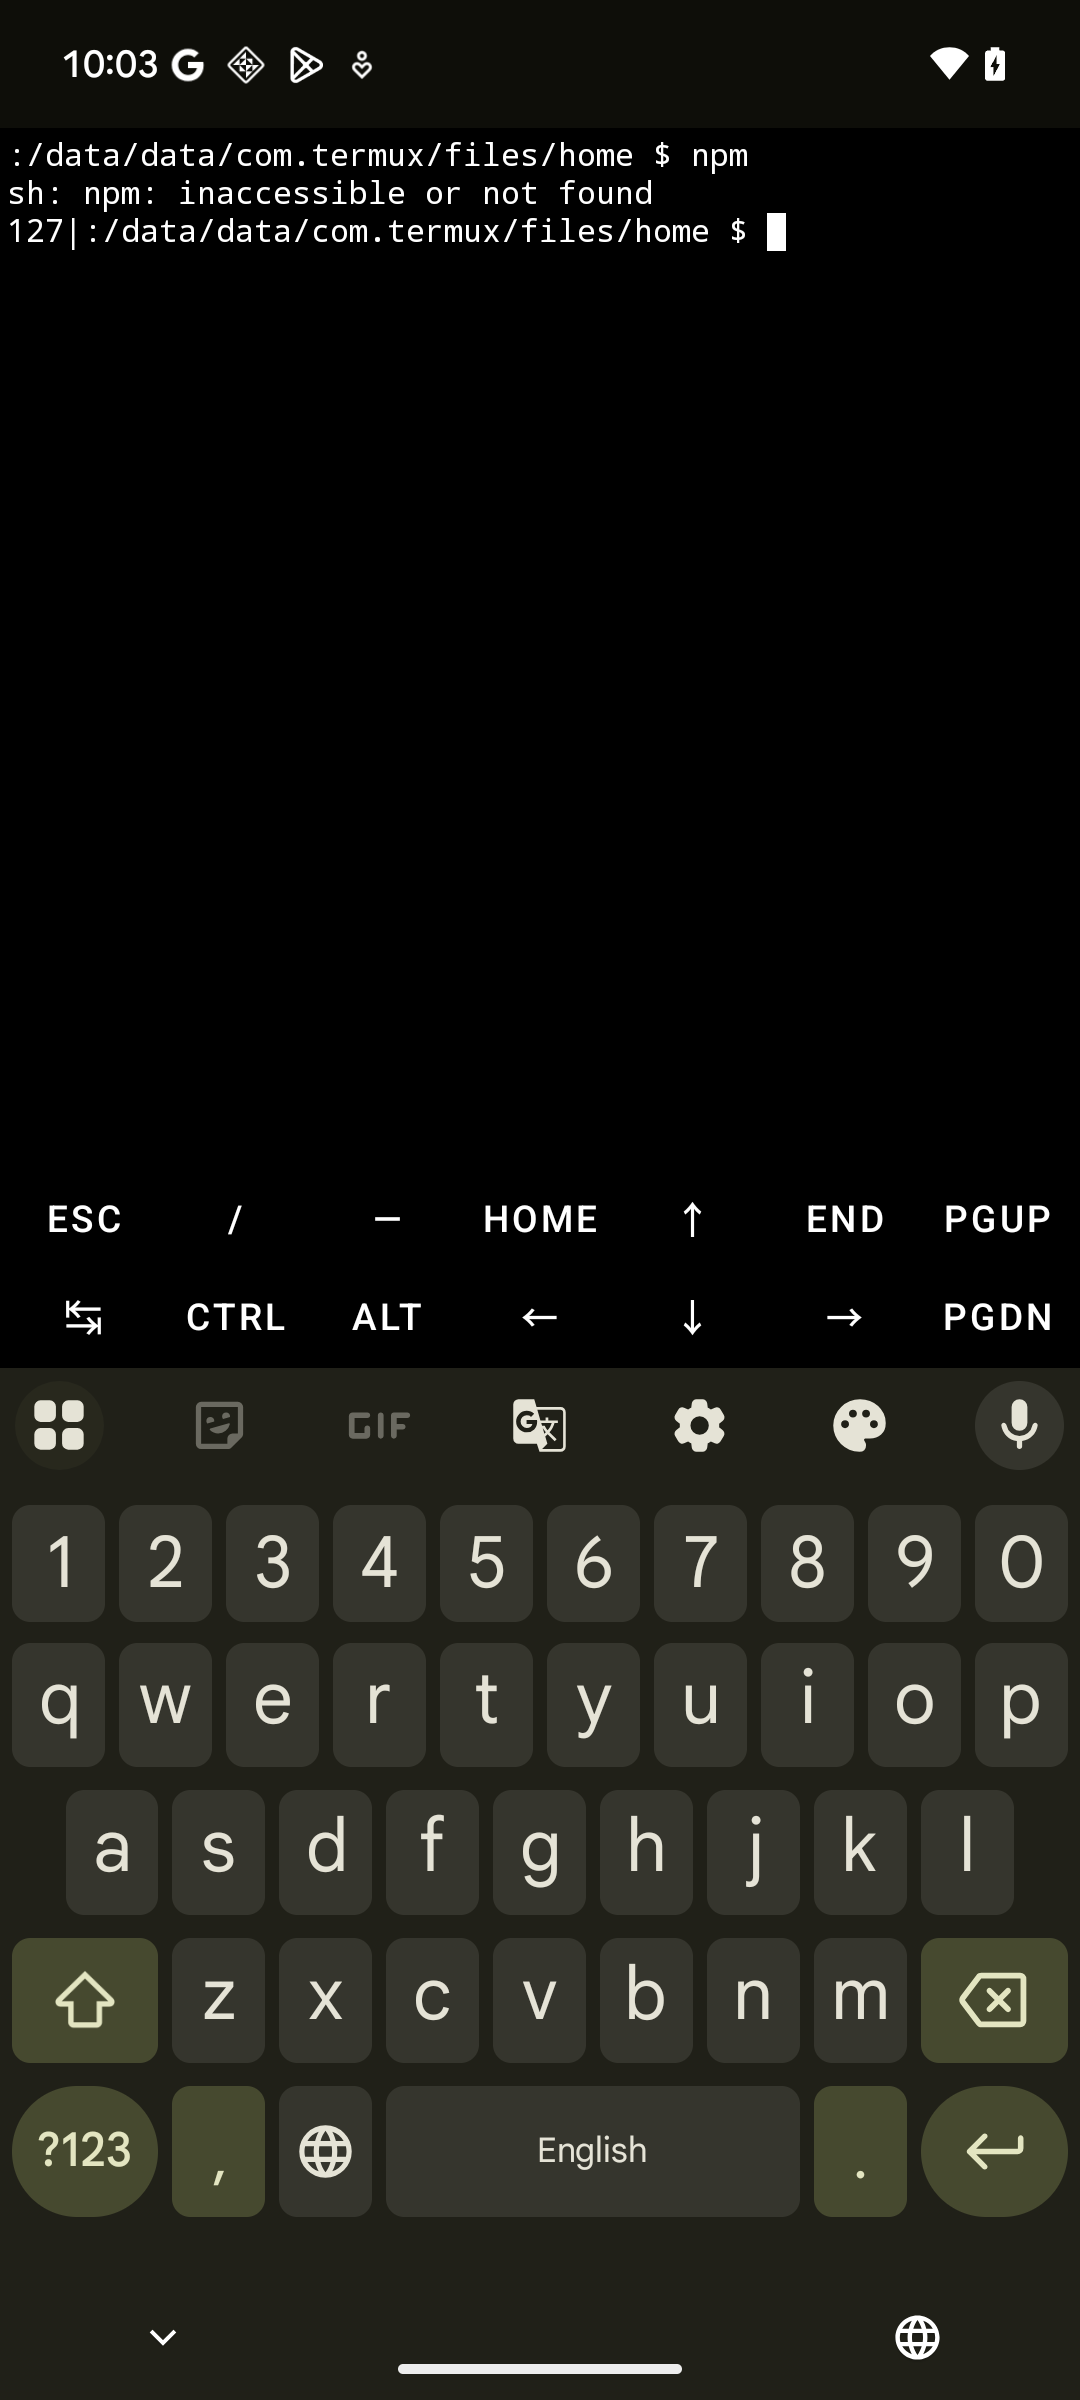 10:03
:/data/data/com.termux/files/home $ npm
sh: npm: inaccessible or not found
127|:/data/data/com.termux/files/home $
ESC / — HOME ↑ END PGUP
↹ CTRL ALT ← ↓ → PGDN
GIF G 文
1 2 3 4 5 6 7 8 9 0
q w e r t y u i o p
a s d f g h j k l
z x c v b n m
?123 , English .